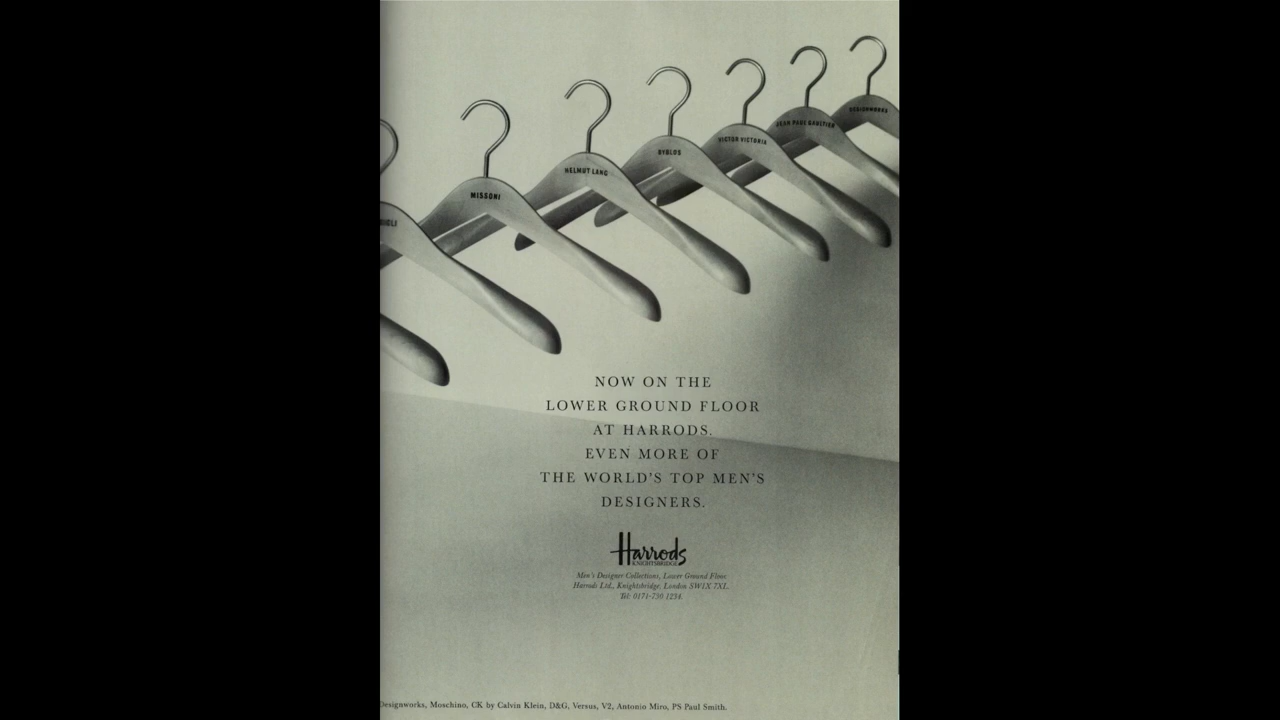 DESIGNWORKS
JEAN PAUL GAULTIER
VICTOR VICTORIA
BYBLOS
HELMUT LANG
MISSONI
NOW ON THE
LOWER GROUND FLOOR
AT HARRODS.
EVEN MORE OF
THE WORLD'S TOP MEN'S
DESIGNERS.
Harrods
KNIGHTSBRIDGE
Men's Designer Collections, Lower Ground Floor.
Harrods Ltd., Knightsbridge, London SW1X 7XL.
Tel: 0171-730 1234.
Designworks, Moschino, CK by Calvin Klein, D&G, Versus, V2, Antonio Miro, PS Paul Smith.